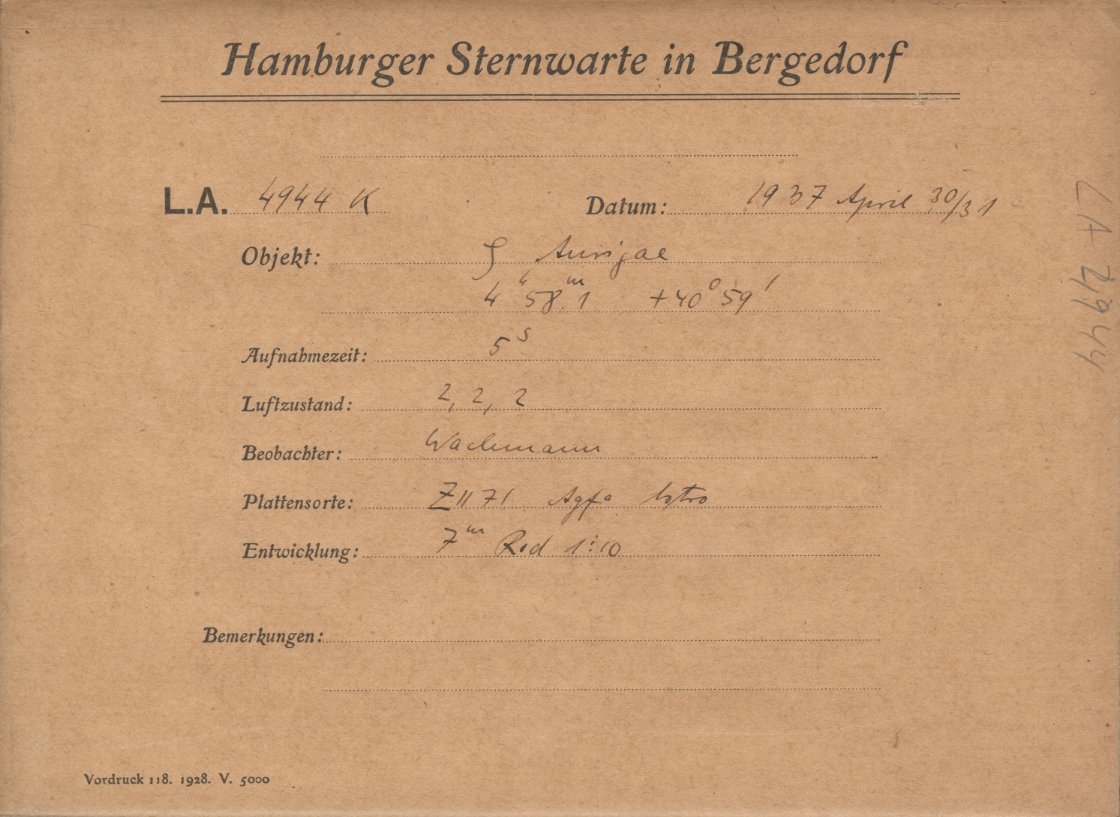 Hamburger Sternwarte in Bergedorf
L.A. 4944 K Datum: 1937 April 30/31
Objekt: ζ Aurigae
4ʰ 58ᵐ.1 +40° 59'
Aufnahmezeit: 5ˢ
Luftzustand: 2, 2, 2
Beobachter: Wachmann
Plattensorte: Z1171 Agfa Astro
Entwicklung: 7ᵐ Rod 1:10
Bemerkungen:
Vordruck 118. 1928. V. 5000
LA 4944